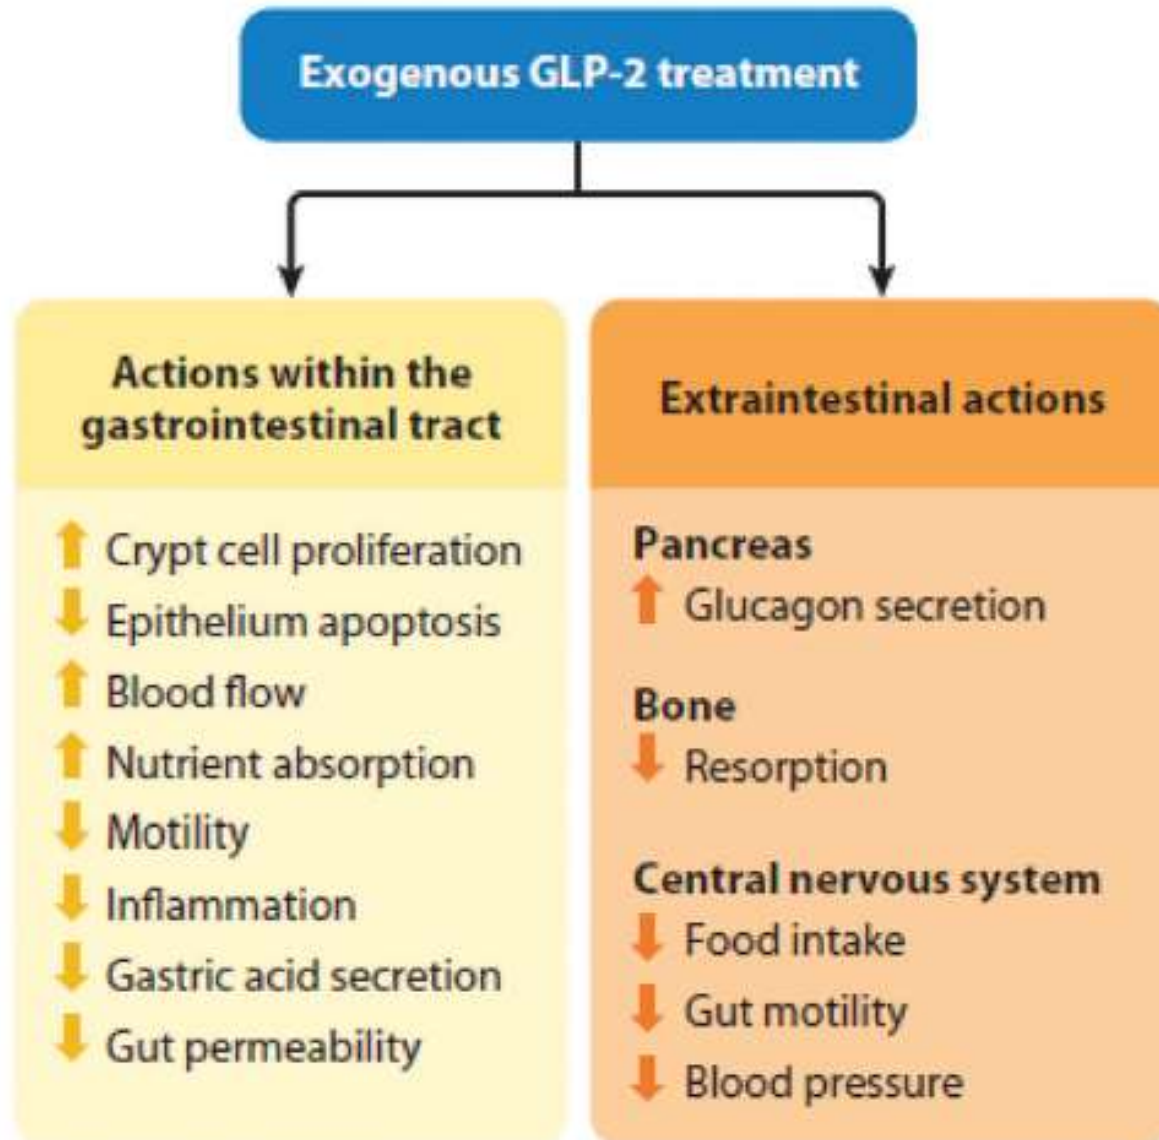 Exogenous GLP-2 treatment
Actions within the
gastrointestinal tract
Crypt cell proliferation
Epithelium apoptosis
Blood flow
Nutrient absorption
Motility
Inflammation
Gastric acid secretion
Gut permeability
Extraintestinal actions
Pancreas
Glucagon secretion
Bone
Resorption
Central nervous system
Food intake
Gut motility
Blood pressure